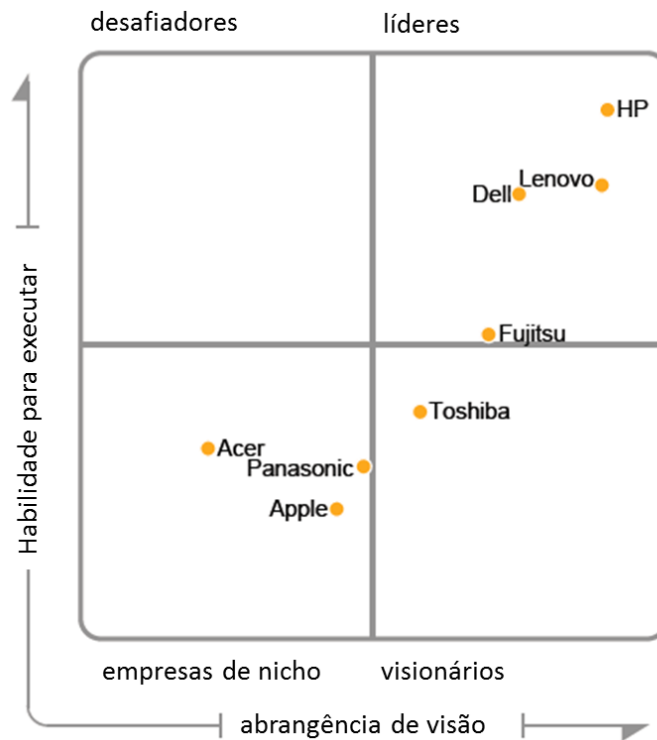 desafiadores
líderes
HP
Lenovo
Dell
Fujitsu
Toshiba
Acer
Panasonic
Apple
Habilidade para executar
empresas de nicho
visionários
abrangência de visão